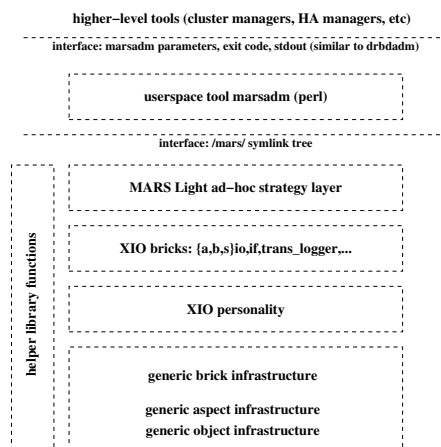 higher−level tools (cluster managers, HA managers, etc)
interface: marsadm parameters, exit code, stdout (similar to drbdadm)
userspace tool marsadm (perl)
interface: /mars/ symlink tree
MARS Light ad−hoc strategy layer
XIO bricks: {a,b,s}io,if,trans_logger,...
XIO personality
helper library functions
generic brick infrastructure
generic aspect infrastructure
generic object infrastructure